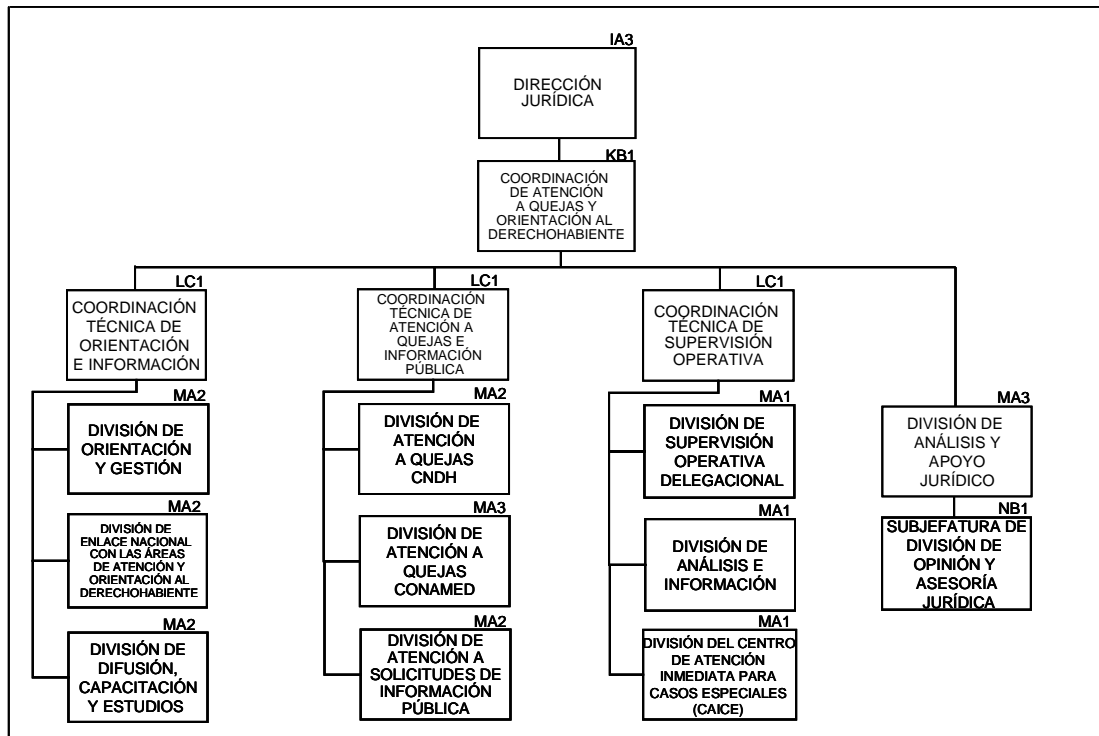 IA3
DIRECCIÓN
JURÍDICA
KB1
COORDINACIÓN
DE ATENCIÓN
A QUEJAS Y
ORIENTACIÓN AL
DERECHOHABIENTE
LC1
COORDINACIÓN
TÉCNICA DE
ORIENTACIÓN
E INFORMACIÓN
MA2
DIVISIÓN DE
ORIENTACIÓN
Y GESTIÓN
MA2
DIVISIÓN DE
ENLACE NACIONAL
CON LAS ÁREAS
DE ATENCIÓN Y
ORIENTACIÓN AL
DERECHOHABIENTE
MA2
DIVISIÓN DE
DIFUSIÓN,
CAPACITACIÓN
Y ESTUDIOS
LC1
COORDINACIÓN
TÉCNICA DE
ATENCIÓN A
QUEJAS E
INFORMACIÓN
PÚBLICA
MA2
DIVISIÓN DE
ATENCIÓN
A QUEJAS
CNDH
MA3
DIVISIÓN DE
ATENCIÓN A
QUEJAS
CONAMED
MA2
DIVISIÓN DE
ATENCIÓN A
SOLICITUDES DE
INFORMACIÓN
PÚBLICA
LC1
COORDINACIÓN
TÉCNICA DE
SUPERVISIÓN
OPERATIVA
MA1
DIVISIÓN DE
SUPERVISIÓN
OPERATIVA
DELEGACIONAL
MA1
DIVISIÓN DE
ANÁLISIS E
INFORMACIÓN
MA1
DIVISIÓN DEL CENTRO
DE ATENCIÓN
INMEDIATA PARA
CASOS ESPECIALES
(CAICE)
MA3
DIVISIÓN DE
ANÁLISIS Y
APOYO
JURÍDICO
NB1
SUBJEFATURA DE
DIVISIÓN DE
OPINIÓN Y
ASESORÍA
JURÍDICA